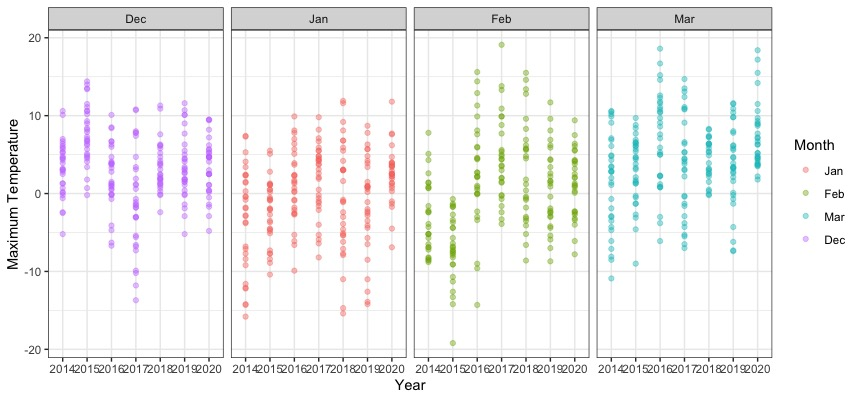 Dec Jan Feb Mar
20
10
0
-10
-20
Maximum Temperature
2014 2015 2016 2017 2018 2019 2020 2014 2015 2016 2017 2018 2019 2020 2014 2015 2016 2017 2018 2019 2020 2014 2015 2016 2017 2018 2019 2020
Year
Month
Jan
Feb
Mar
Dec